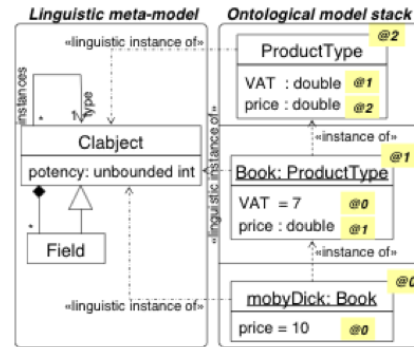 Linguistic meta-model
Ontological model stack
@2
«linguistic instance of»
ProductType
VAT : double @1
price : double @2
instances
type
*
1
Clabject
potency: unbounded int
*
Field
«linguistic instance of»
«instance of»
@1
Book: ProductType
VAT = 7 @0
price : double @1
«instance of»
@0
«linguistic instance of»
mobyDick: Book
price = 10 @0